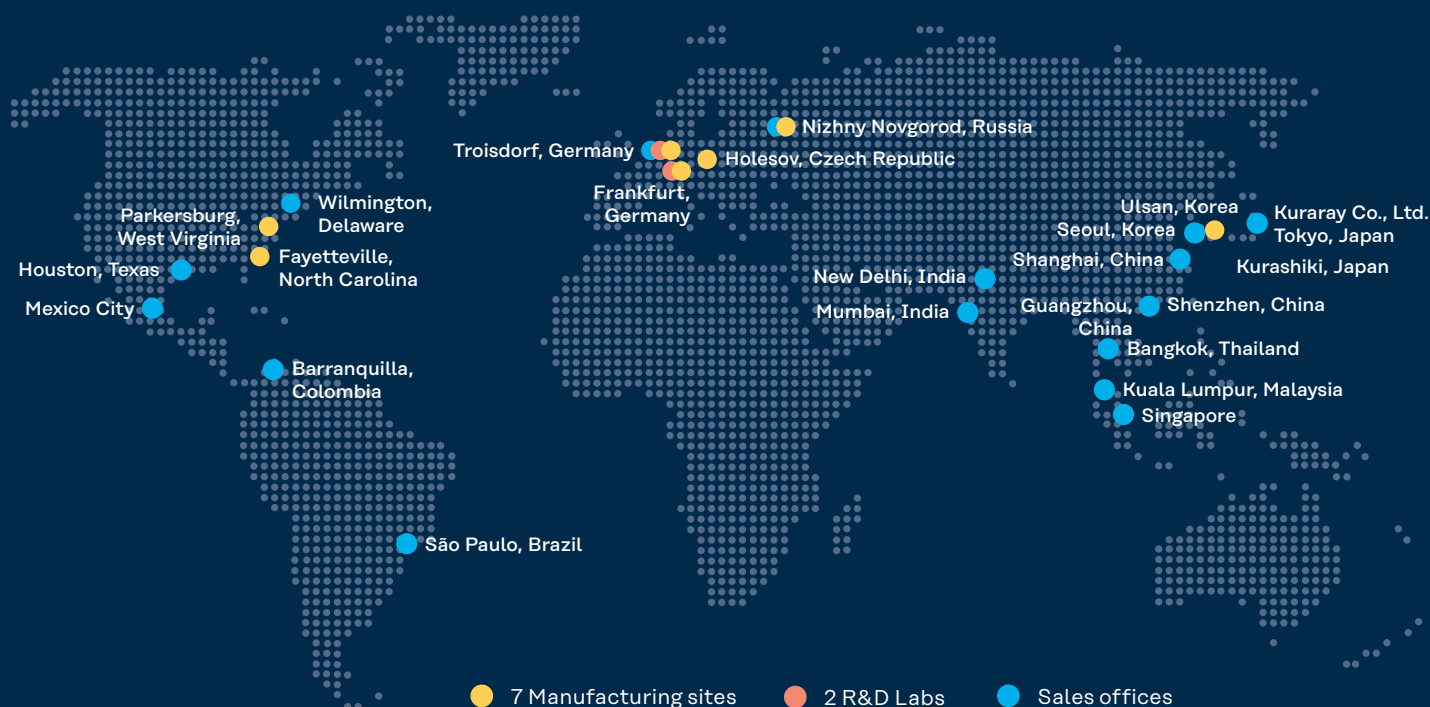 Nizhny Novgorod, Russia
Troisdorf, Germany
Holesov, Czech Republic
Frankfurt,
Germany
Wilmington,
Delaware
Parkersburg,
West Virginia
Fayetteville,
North Carolina
Houston, Texas
Mexico City
Barranquilla,
Colombia
São Paulo, Brazil
Ulsan, Korea
Seoul, Korea
Kuraray Co., Ltd.
Tokyo, Japan
Kurashiki, Japan
Shanghai, China
New Delhi, India
Mumbai, India
Guangzhou,
China
Shenzhen, China
Bangkok, Thailand
Kuala Lumpur, Malaysia
Singapore
7 Manufacturing sites
2 R&D Labs
Sales offices